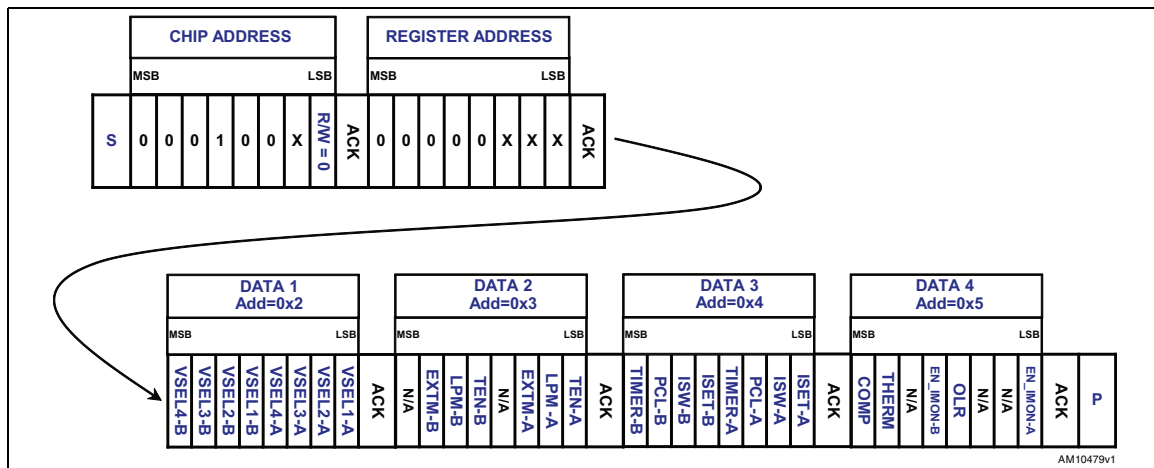 CHIP ADDRESS REGISTER ADDRESS
MSB LSB MSB LSB
S 0 0 0 1 0 0 X R/W = 0 ACK 0 0 0 0 0 X X X ACK
DATA 1 DATA 2 DATA 3 DATA 4
Add=0x2 Add=0x3 Add=0x4 Add=0x5
MSB LSB MSB LSB MSB LSB MSB LSB
VSEL4-B VSEL3-B VSEL2-B VSEL1-B VSEL4-A VSEL3-A VSEL2-A VSEL1-A ACK N/A EXTM-B LPM-B TEN-B N/A EXTM-A LPM-A TEN-A ACK TIMER-B PCL-B ISW-B ISET-B TIMER-A PCL-A ISW-A ISET-A ACK COMP THERM N/A EN_IMON-B OLR N/A N/A EN_IMON-A ACK P
AM10479v1